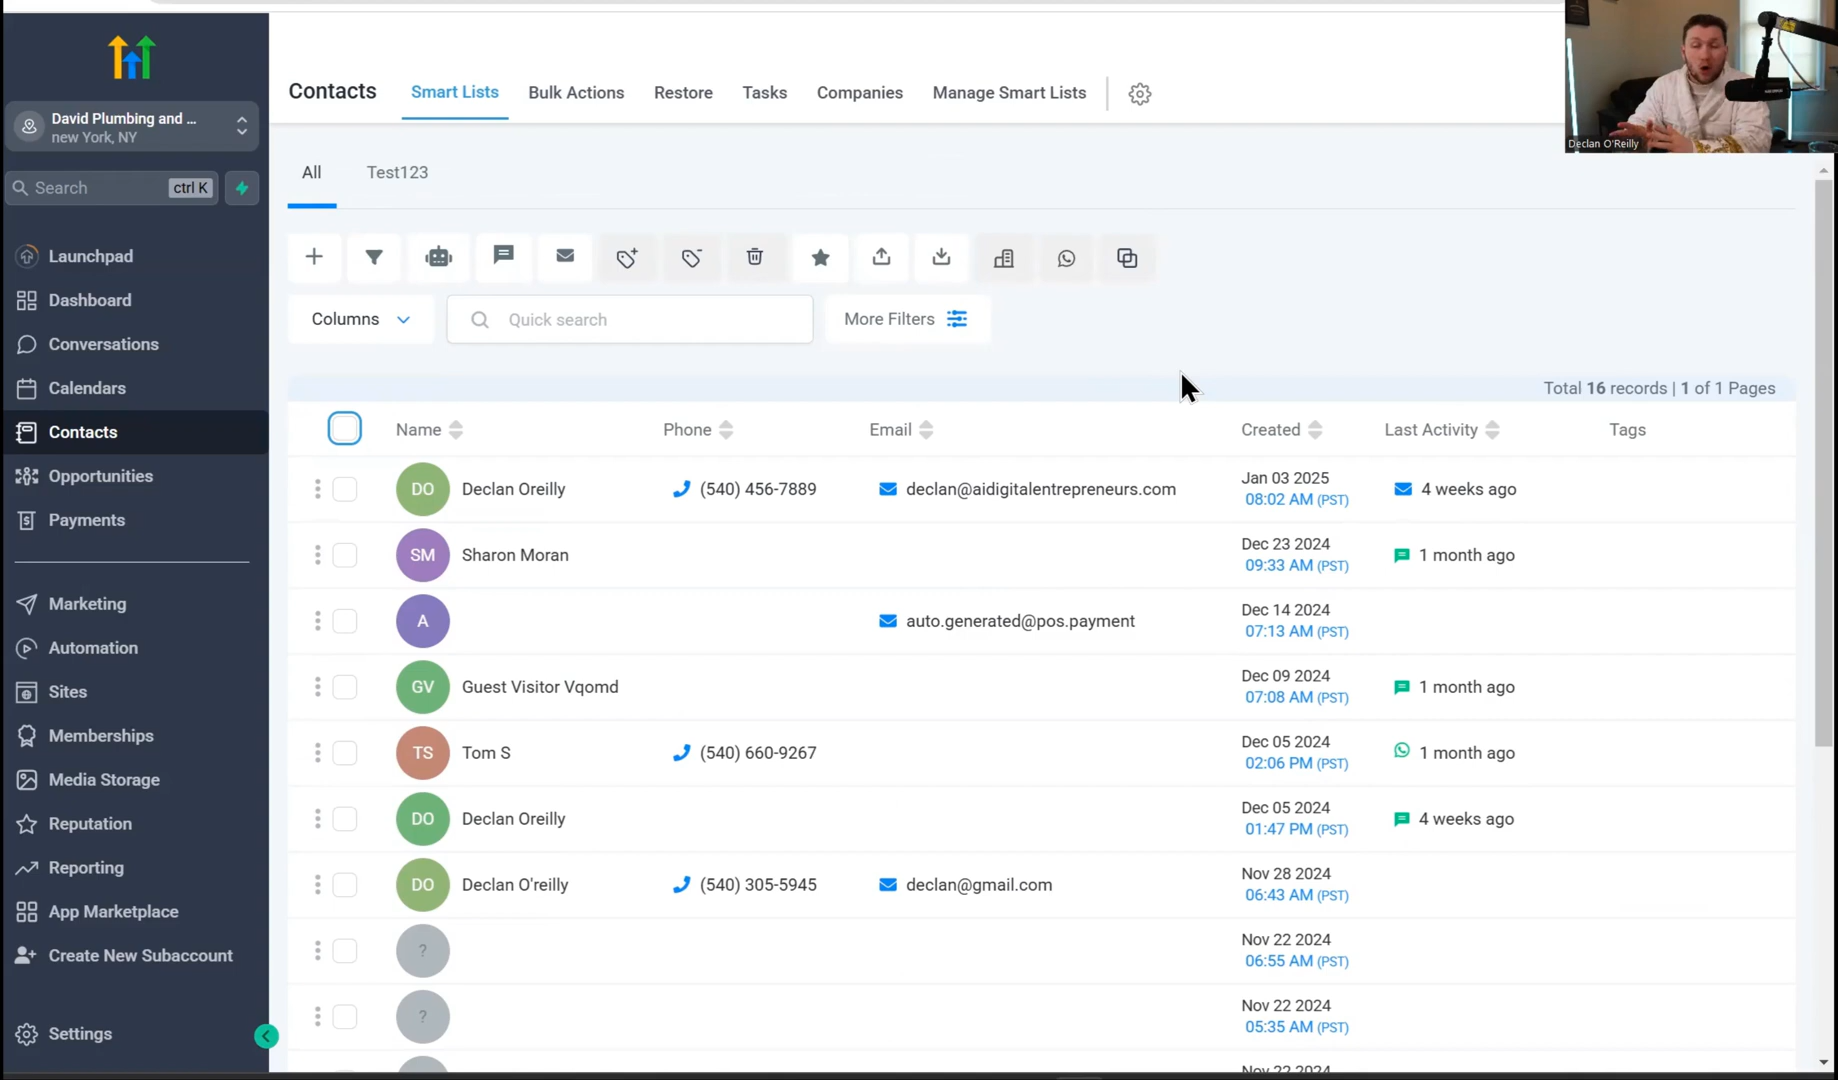 David Plumbing and ...
new York, NY
Search
ctrl K
Launchpad
Dashboard
Conversations
Calendars
Contacts
Opportunities
Payments
Marketing
Automation
Sites
Memberships
Media Storage
Reputation
Reporting
App Marketplace
Create New Subaccount
Settings
Contacts Smart Lists Bulk Actions Restore Tasks Companies Manage Smart Lists
Declan O'Reilly
All Test123
Columns Quick search More Filters
Total 16 records | 1 of 1 Pages
Name Phone Email Created Last Activity Tags
DO Declan Oreilly (540) 456-7889 declan@aidigitalentrepreneurs.com Jan 03 2025 4 weeks ago
08:02 AM (PST)
SM Sharon Moran Dec 23 2024 1 month ago
09:33 AM (PST)
A auto.generated@pos.payment Dec 14 2024
07:13 AM (PST)
GV Guest Visitor Vqomd Dec 09 2024 1 month ago
07:08 AM (PST)
TS Tom S (540) 660-9267 Dec 05 2024 1 month ago
02:06 PM (PST)
DO Declan Oreilly Dec 05 2024 4 weeks ago
01:47 PM (PST)
DO Declan O'reilly (540) 305-5945 declan@gmail.com Nov 28 2024
06:43 AM (PST)
? Nov 22 2024
06:55 AM (PST)
? Nov 22 2024
05:35 AM (PST)
Nov 22 2024